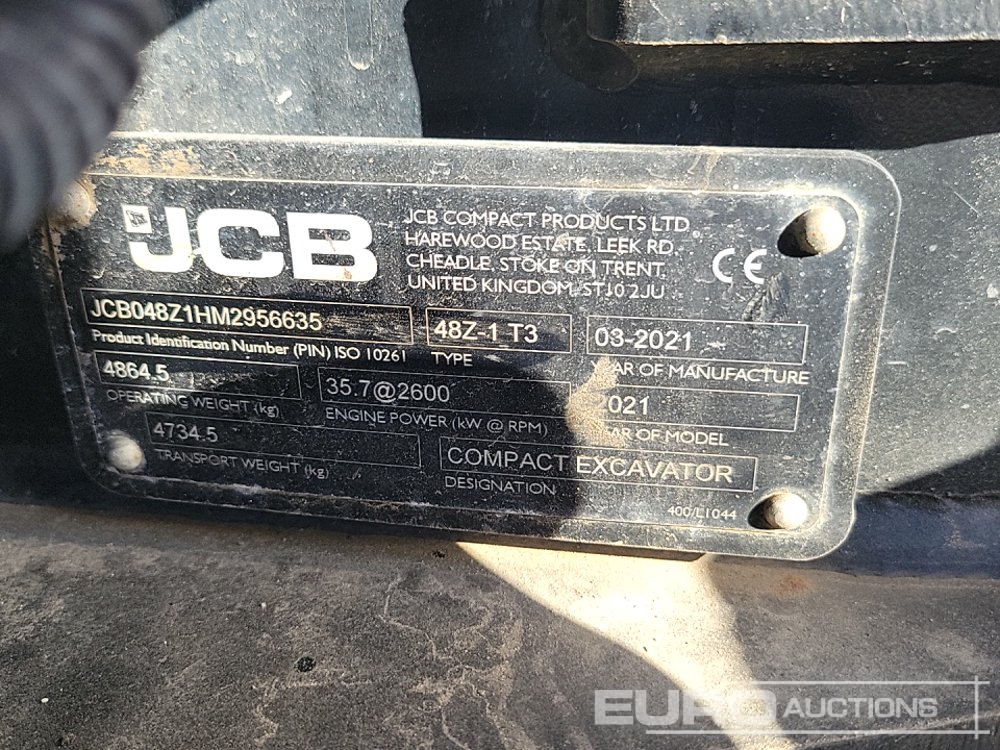 JCB
JCB COMPACT PRODUCTS LTD.
HAREWOOD ESTATE, LEEK RD.
CHEADLE, STOKE ON TRENT,
UNITED KINGDOM, ST10 2JU
CE
JCB048Z1HM2956635
Product Identification Number (PIN) ISO 10261
48Z-1 T3
TYPE
03-2021
AR OF MANUFACTURE
4864.5
OPERATING WEIGHT (kg)
35.7@2600
ENGINE POWER (kW @ RPM)
2021
AR OF MODEL
4734.5
TRANSPORT WEIGHT (kg)
COMPACT EXCAVATOR
DESIGNATION
400/L1044
EURO AUCTIONS